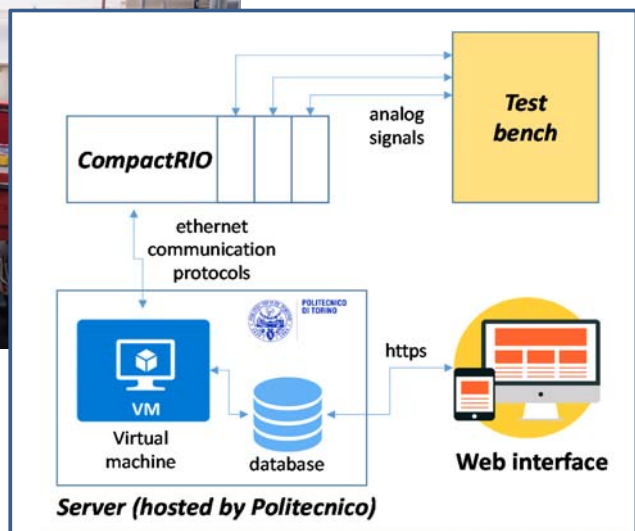 CompactRIO
analog
signals
Test
bench
ethernet
communication
protocols
POLITECNICO
DI TORINO
VM
Virtual
machine
database
https
Web interface
Server (hosted by Politecnico)